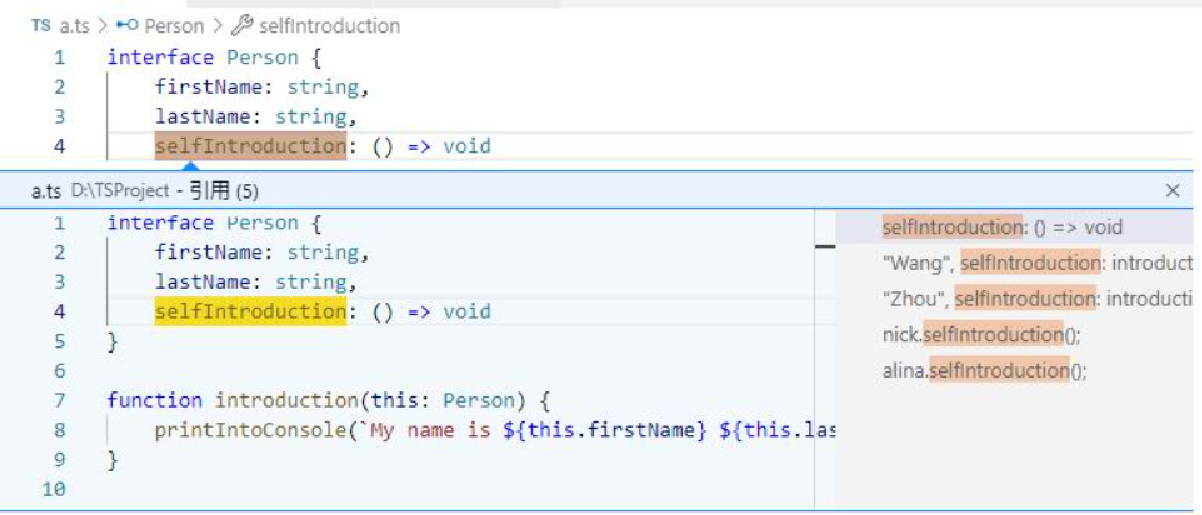 TS a.ts > Person > selfIntroduction
1 interface Person {
2 firstName: string,
3 lastName: string,
4 selfIntroduction: () => void
a.ts D:\TSProject - 引用 (5)
1 interface Person {
2 firstName: string,
3 lastName: string,
4 selfIntroduction: () => void
5 }
6
7 function introduction(this: Person) {
8 printIntoConsole(`My name is ${this.firstName} ${this.las
9 }
10
selfIntroduction: () => void
"Wang", selfIntroduction: introduct
"Zhou", selfIntroduction: introducti
nick.selfIntroduction();
alina.selfIntroduction();